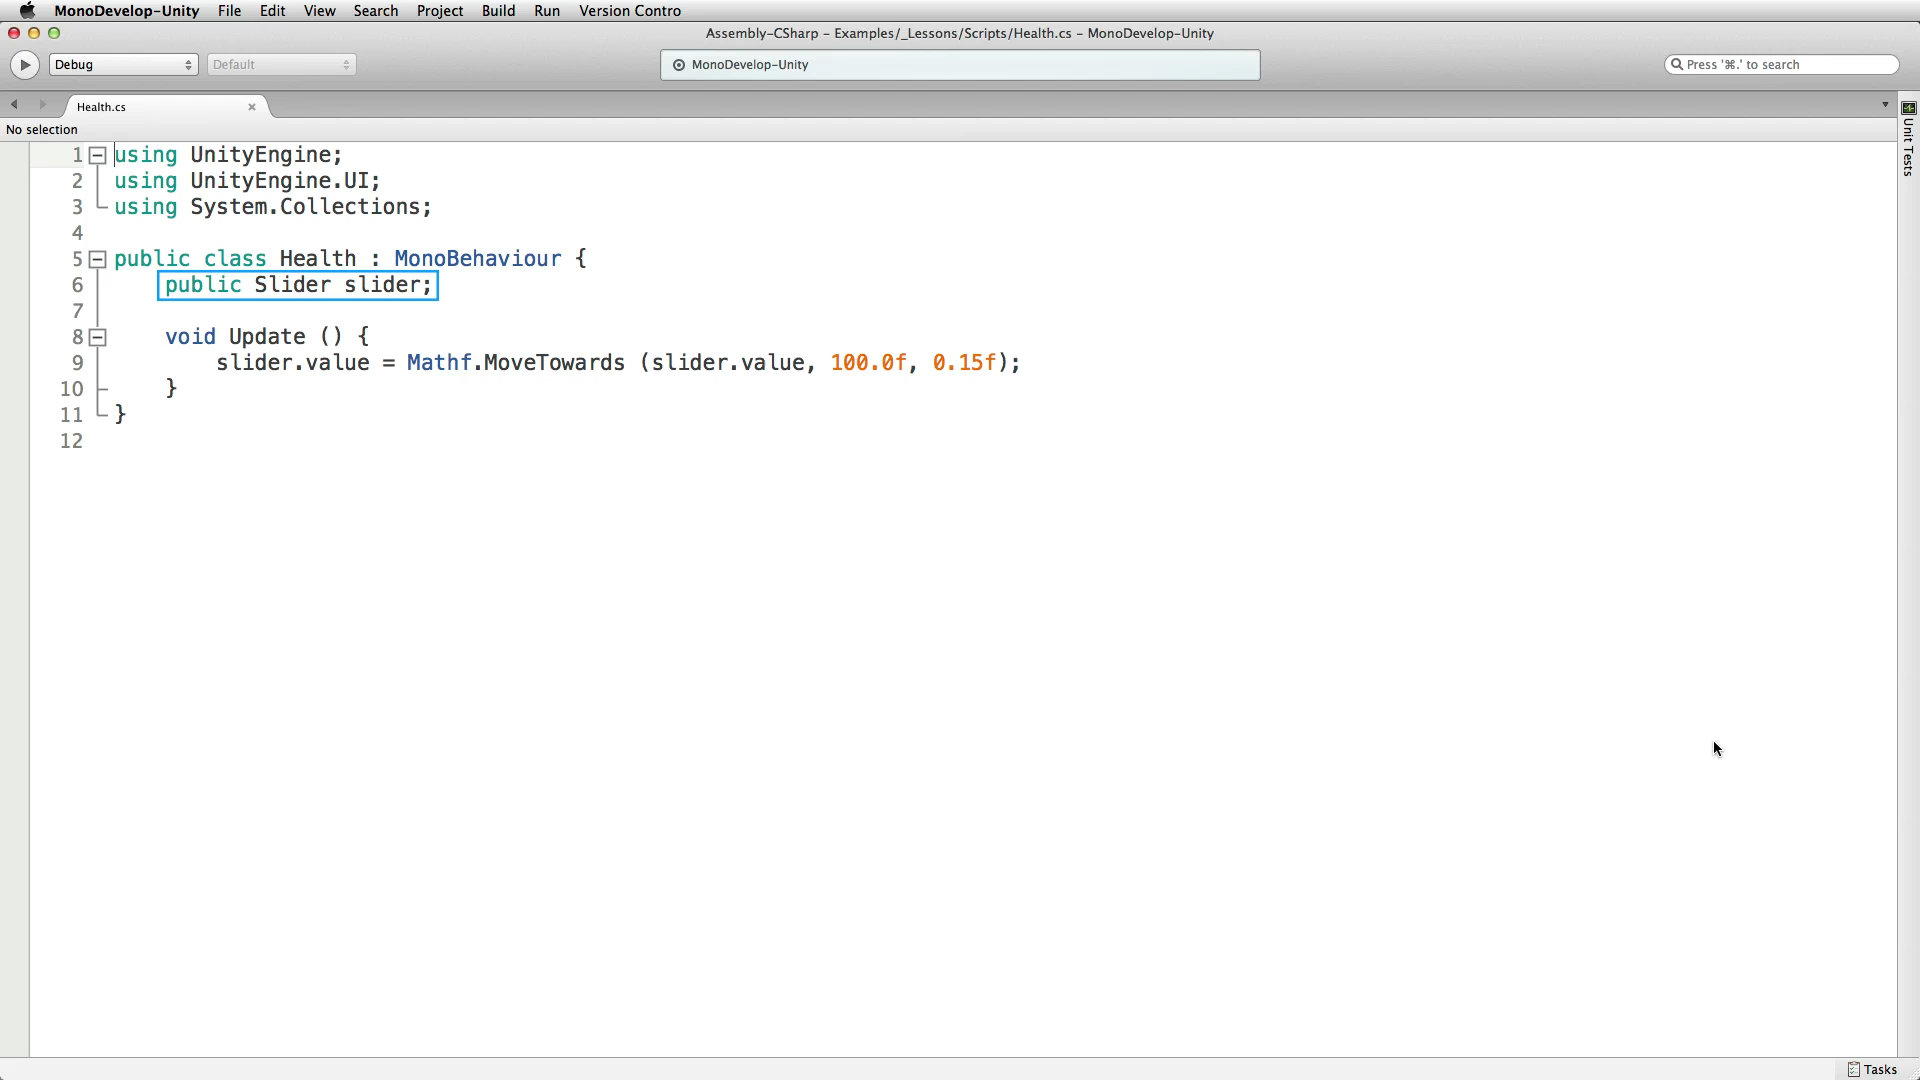 MonoDevelop-Unity File Edit View Search Project Build Run Version Contro
Assembly-CSharp – Examples/_Lessons/Scripts/Health.cs – MonoDevelop-Unity
Debug Default MonoDevelop-Unity Press '⌘.' to search
Health.cs
No selection
Unit Tests
1 using UnityEngine;
2 using UnityEngine.UI;
3 using System.Collections;
4
5 public class Health : MonoBehaviour {
6 public Slider slider;
7
8 void Update () {
9 slider.value = Mathf.MoveTowards (slider.value, 100.0f, 0.15f);
10 }
11 }
12
Tasks